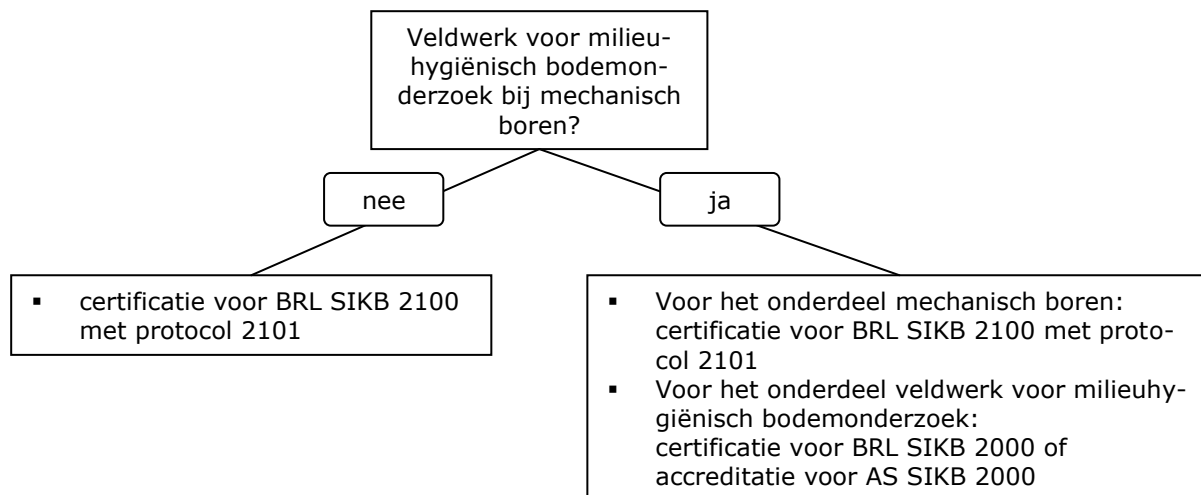 Veldwerk voor milieu-
hygiënisch bodemon-
derzoek bij mechanisch
boren?
nee
ja
▪ certificatie voor BRL SIKB 2100
met protocol 2101
▪ Voor het onderdeel mechanisch boren:
certificatie voor BRL SIKB 2100 met proto-
col 2101
▪ Voor het onderdeel veldwerk voor milieuhy-
giënisch bodemonderzoek:
certificatie voor BRL SIKB 2000 of
accreditatie voor AS SIKB 2000